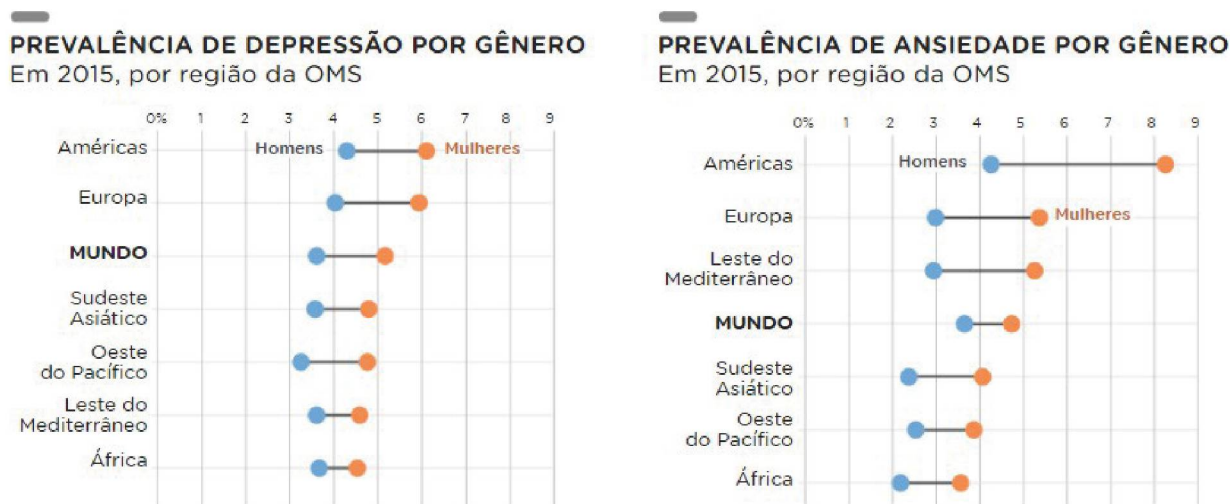 PREVALÊNCIA DE DEPRESSÃO POR GÊNERO
Em 2015, por região da OMS
0% 1 2 3 4 5 6 7 8 9
Américas
Homens
Mulheres
Europa
MUNDO
Sudeste
Asiático
Oeste
do Pacífico
Leste do
Mediterrâneo
África
PREVALÊNCIA DE ANSIEDADE POR GÊNERO
Em 2015, por região da OMS
0% 1 2 3 4 5 6 7 8 9
Américas
Homens
Europa
Mulheres
Leste do
Mediterrâneo
MUNDO
Sudeste
Asiático
Oeste
do Pacífico
África